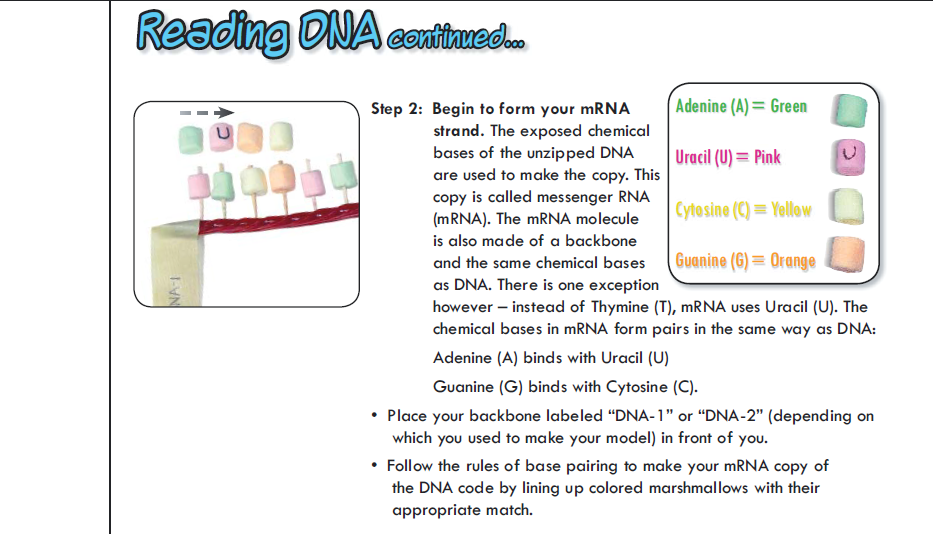 Reading DNA continued...
Step 2: Begin to form your mRNA
strand. The exposed chemical
bases of the unzipped DNA
are used to make the copy. This
copy is called messenger RNA
(mRNA). The mRNA molecule
is also made of a backbone
and the same chemical bases
as DNA. There is one exception
however – instead of Thymine (T), mRNA uses Uracil (U). The
chemical bases in mRNA form pairs in the same way as DNA:
Adenine (A) binds with Uracil (U)
Guanine (G) binds with Cytosine (C).
• Place your backbone labeled “DNA-1” or “DNA-2” (depending on
which you used to make your model) in front of you.
• Follow the rules of base pairing to make your mRNA copy of
the DNA code by lining up colored marshmallows with their
appropriate match.
Adenine (A) = Green
Uracil (U) = Pink
U
Cytosine (C) = Yellow
Guanine (G) = Orange
U